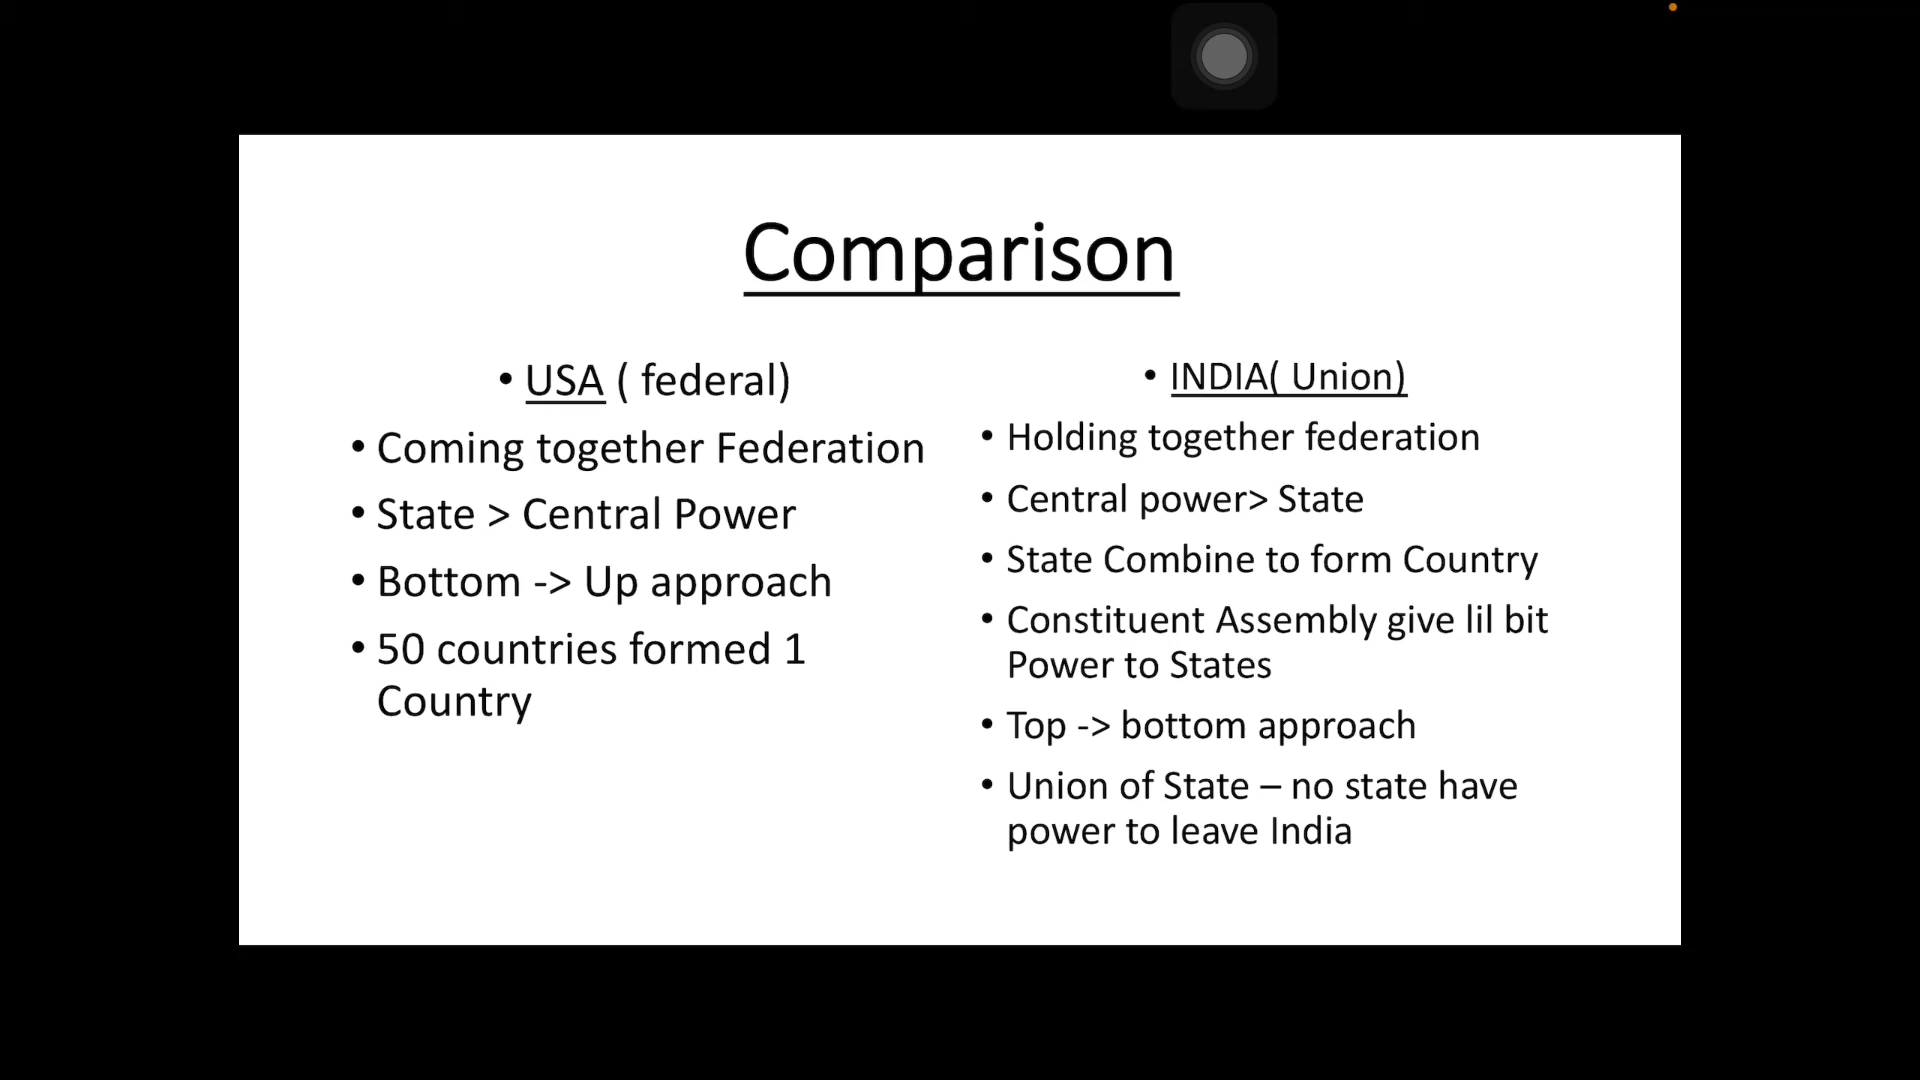 Comparison
• USA ( federal)
• Coming together Federation
• State > Central Power
• Bottom -> Up approach
• 50 countries formed 1
Country
• INDIA( Union)
• Holding together federation
• Central power> State
• State Combine to form Country
• Constituent Assembly give lil bit
Power to States
• Top -> bottom approach
• Union of State – no state have
power to leave India